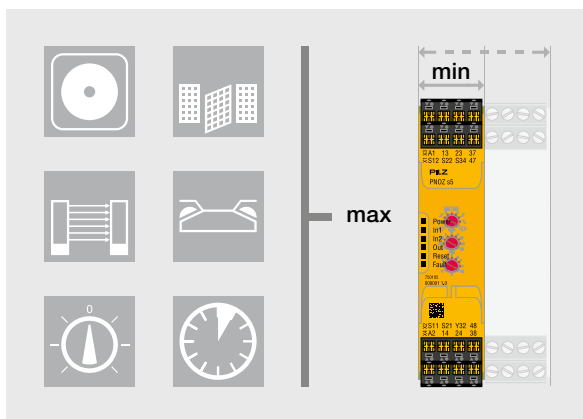 min
max
0
A1 13 23 37
S12 S22 S34 47
PILZ
PNOZ s5
Power
In1
In2
Out
Reset
Fault
S11 S21 Y32 48
A2 14 24 38